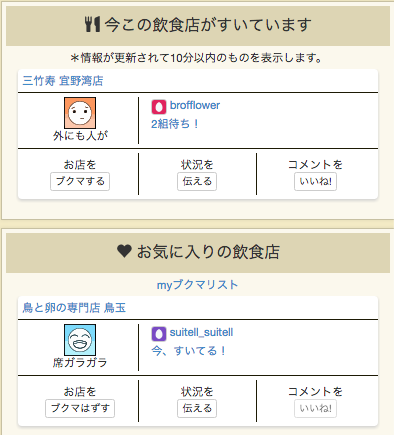 今この飲食店がすいています
＊情報が更新されて10分以内のものを表示します。
三竹寿 宜野湾店
brofflower
2組待ち！
外にも人が
お店を 状況を コメントを
ブクマする 伝える いいね!
お気に入りの飲食店
myブクマリスト
鳥と卵の専門店 鳥玉
suitell_suitell
今、すいてる！
席ガラガラ
お店を 状況を コメントを
ブクマはずす 伝える いいね!